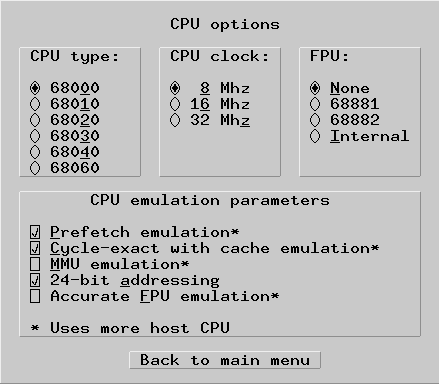 CPU options
CPU type:
68000
68010
68020
68030
68040
68060
CPU clock:
8 Mhz
16 Mhz
32 Mhz
FPU:
None
68881
68882
Internal
CPU emulation parameters
Prefetch emulation*
Cycle-exact with cache emulation*
MMU emulation*
24-bit addressing
Accurate FPU emulation*
* Uses more host CPU
Back to main menu